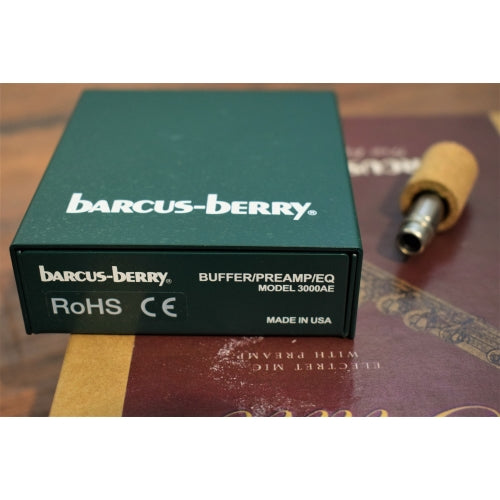 BARCUS-BERRY®
BARCUS-BERRY®
BUFFER/PREAMP/EQ
MODEL 3000AE
RoHS CE
MADE IN USA
ELECTRET MIC
WITH PREAMP